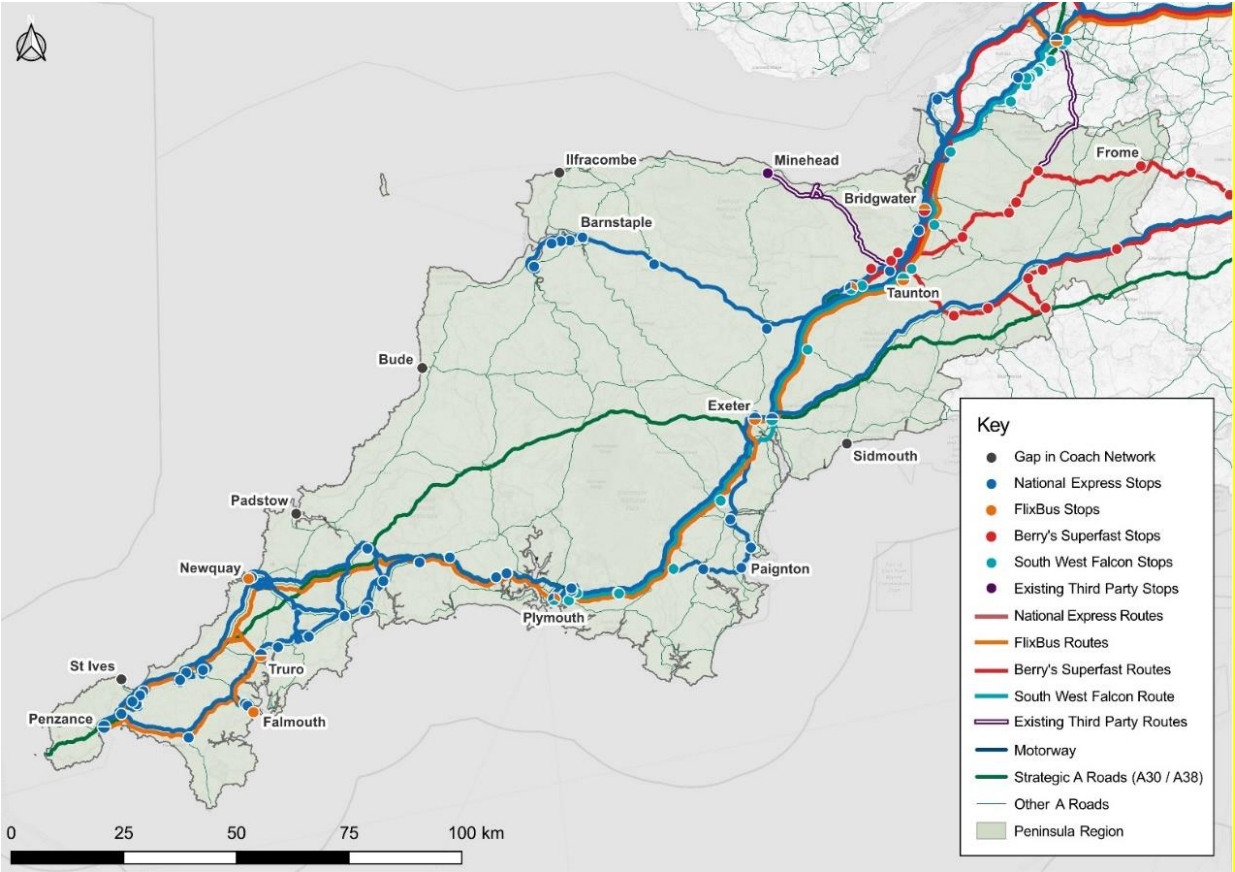 N
Ilfracombe
Minehead
Frome
Barnstaple
Bridgwater
Taunton
Bude
Exeter
Sidmouth
Padstow
Newquay
Paignton
Plymouth
St Ives
Truro
Penzance
Falmouth
0 25 50 75 100 km
Key
Gap in Coach Network
National Express Stops
FlixBus Stops
Berry's Superfast Stops
South West Falcon Stops
Existing Third Party Stops
National Express Routes
FlixBus Routes
Berry's Superfast Routes
South West Falcon Route
Existing Third Party Routes
Motorway
Strategic A Roads (A30 / A38)
Other A Roads
Peninsula Region